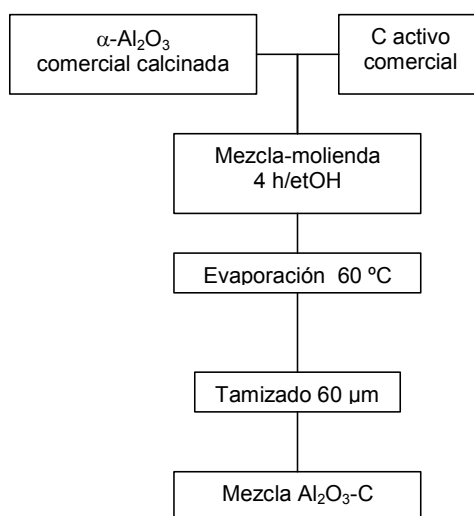 α-Al₂O₃
comercial calcinada
C activo
comercial
Mezcla-molienda
4 h/etOH
Evaporación 60 ºC
Tamizado 60 µm
Mezcla Al₂O₃-C